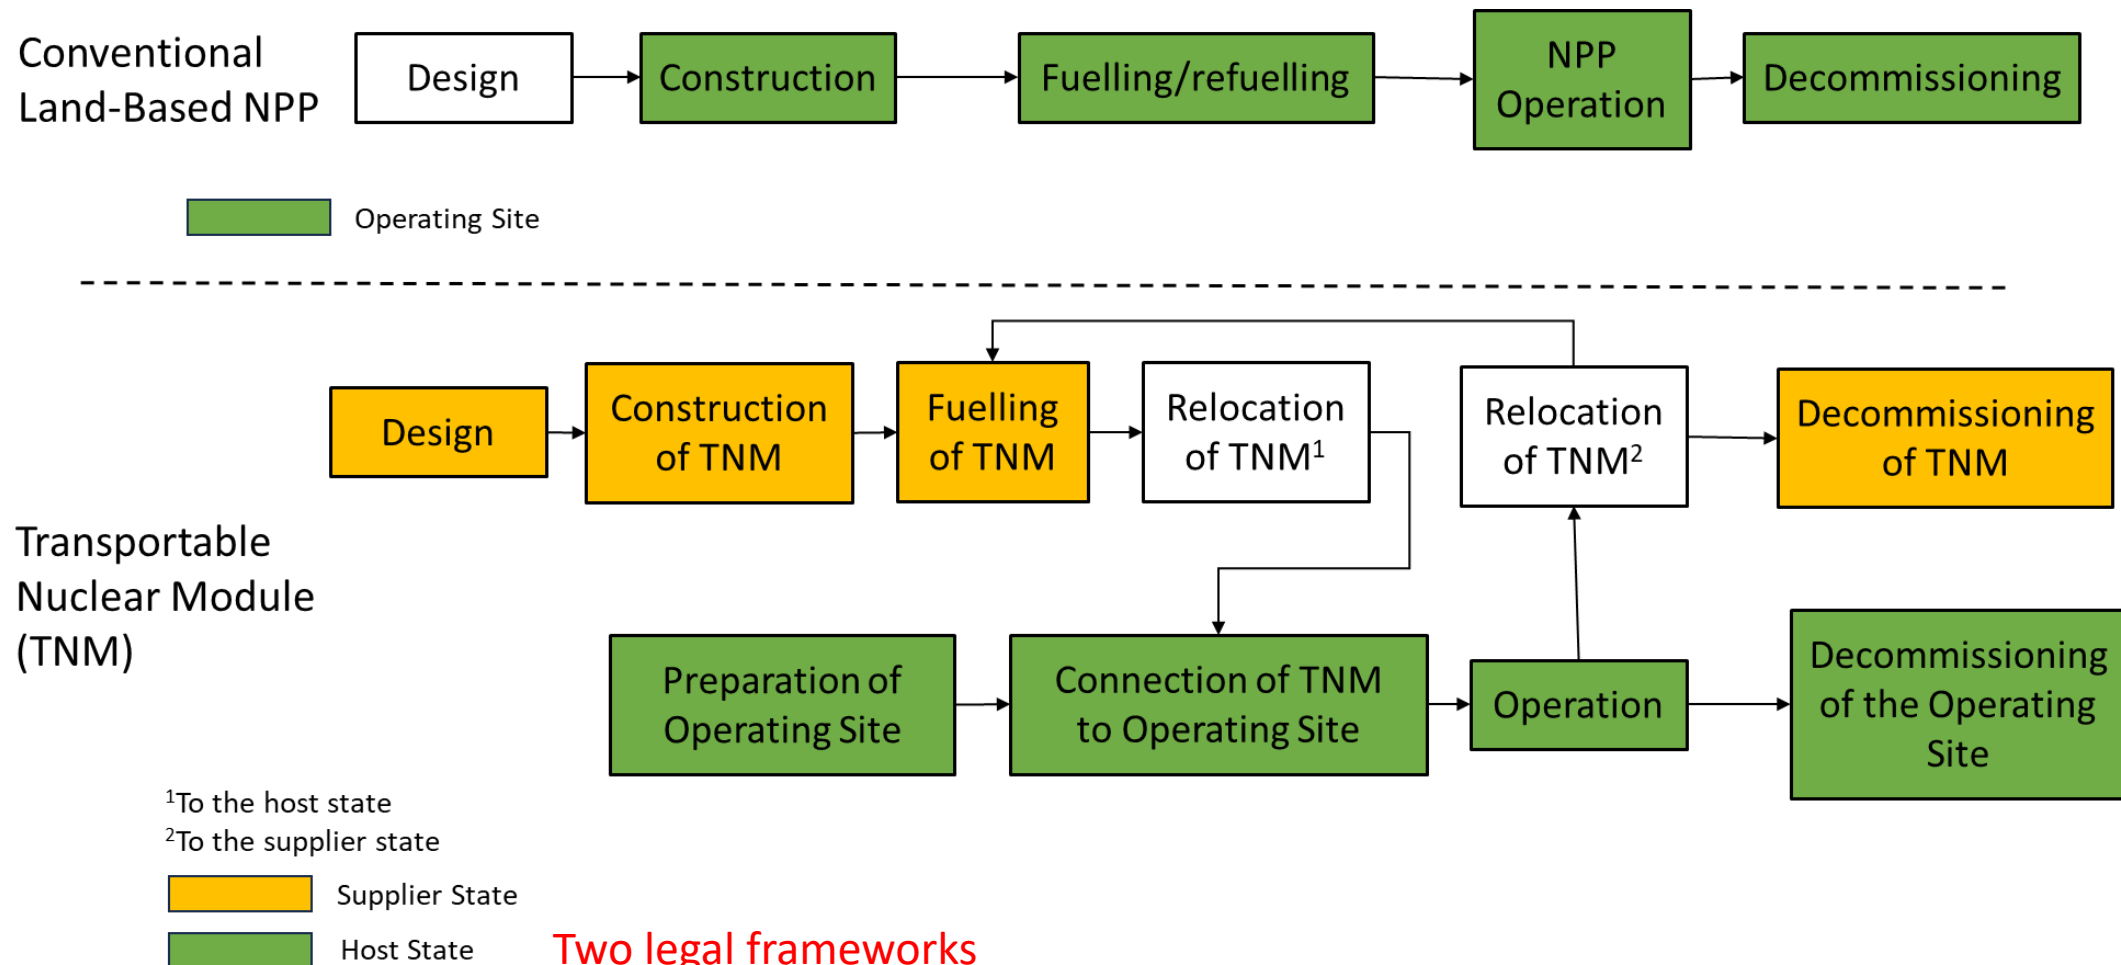 Conventional
Land-Based NPP
Design
Construction
Fuelling/refuelling
NPP
Operation
Decommissioning
Operating Site
Design
Construction
of TNM
Fuelling
of TNM
Relocation
of TNM¹
Relocation
of TNM²
Decommissioning
of TNM
Transportable
Nuclear Module
(TNM)
Preparation of
Operating Site
Connection of TNM
to Operating Site
Operation
Decommissioning
of the Operating
Site
¹To the host state
²To the supplier state
Supplier State
Host State
Two legal frameworks